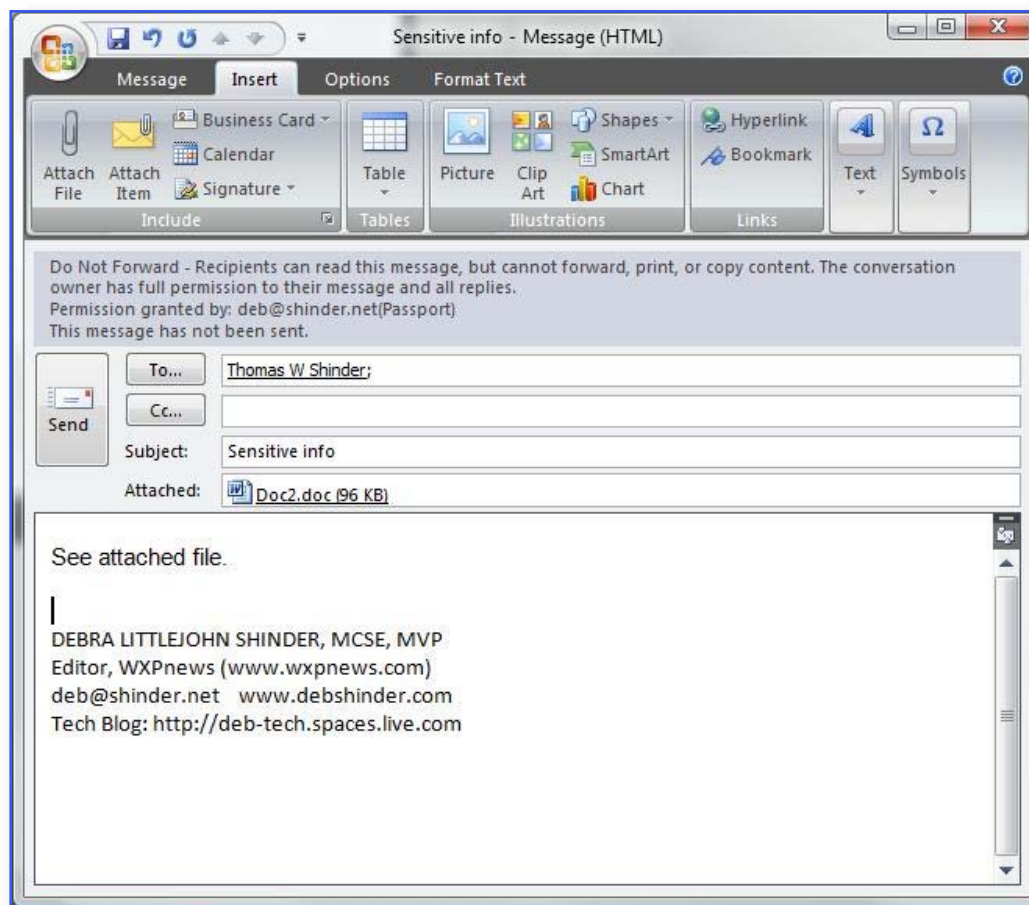 Sensitive info - Message (HTML)
Message Insert Options Format Text
Attach File
Attach Item
Business Card
Calendar
Signature
Include
Table
Tables
Picture
Clip Art
Shapes
SmartArt
Chart
Illustrations
Hyperlink
Bookmark
Links
Text
Symbols
Do Not Forward - Recipients can read this message, but cannot forward, print, or copy content. The conversation
owner has full permission to their message and all replies.
Permission granted by: deb@shinder.net(Passport)
This message has not been sent.
Send
To... Thomas W Shinder;
Cc...
Subject: Sensitive info
Attached: Doc2.doc (96 KB)
See attached file.
DEBRA LITTLEJOHN SHINDER, MCSE, MVP
Editor, WXPnews (www.wxpnews.com)
deb@shinder.net www.debshinder.com
Tech Blog: http://deb-tech.spaces.live.com